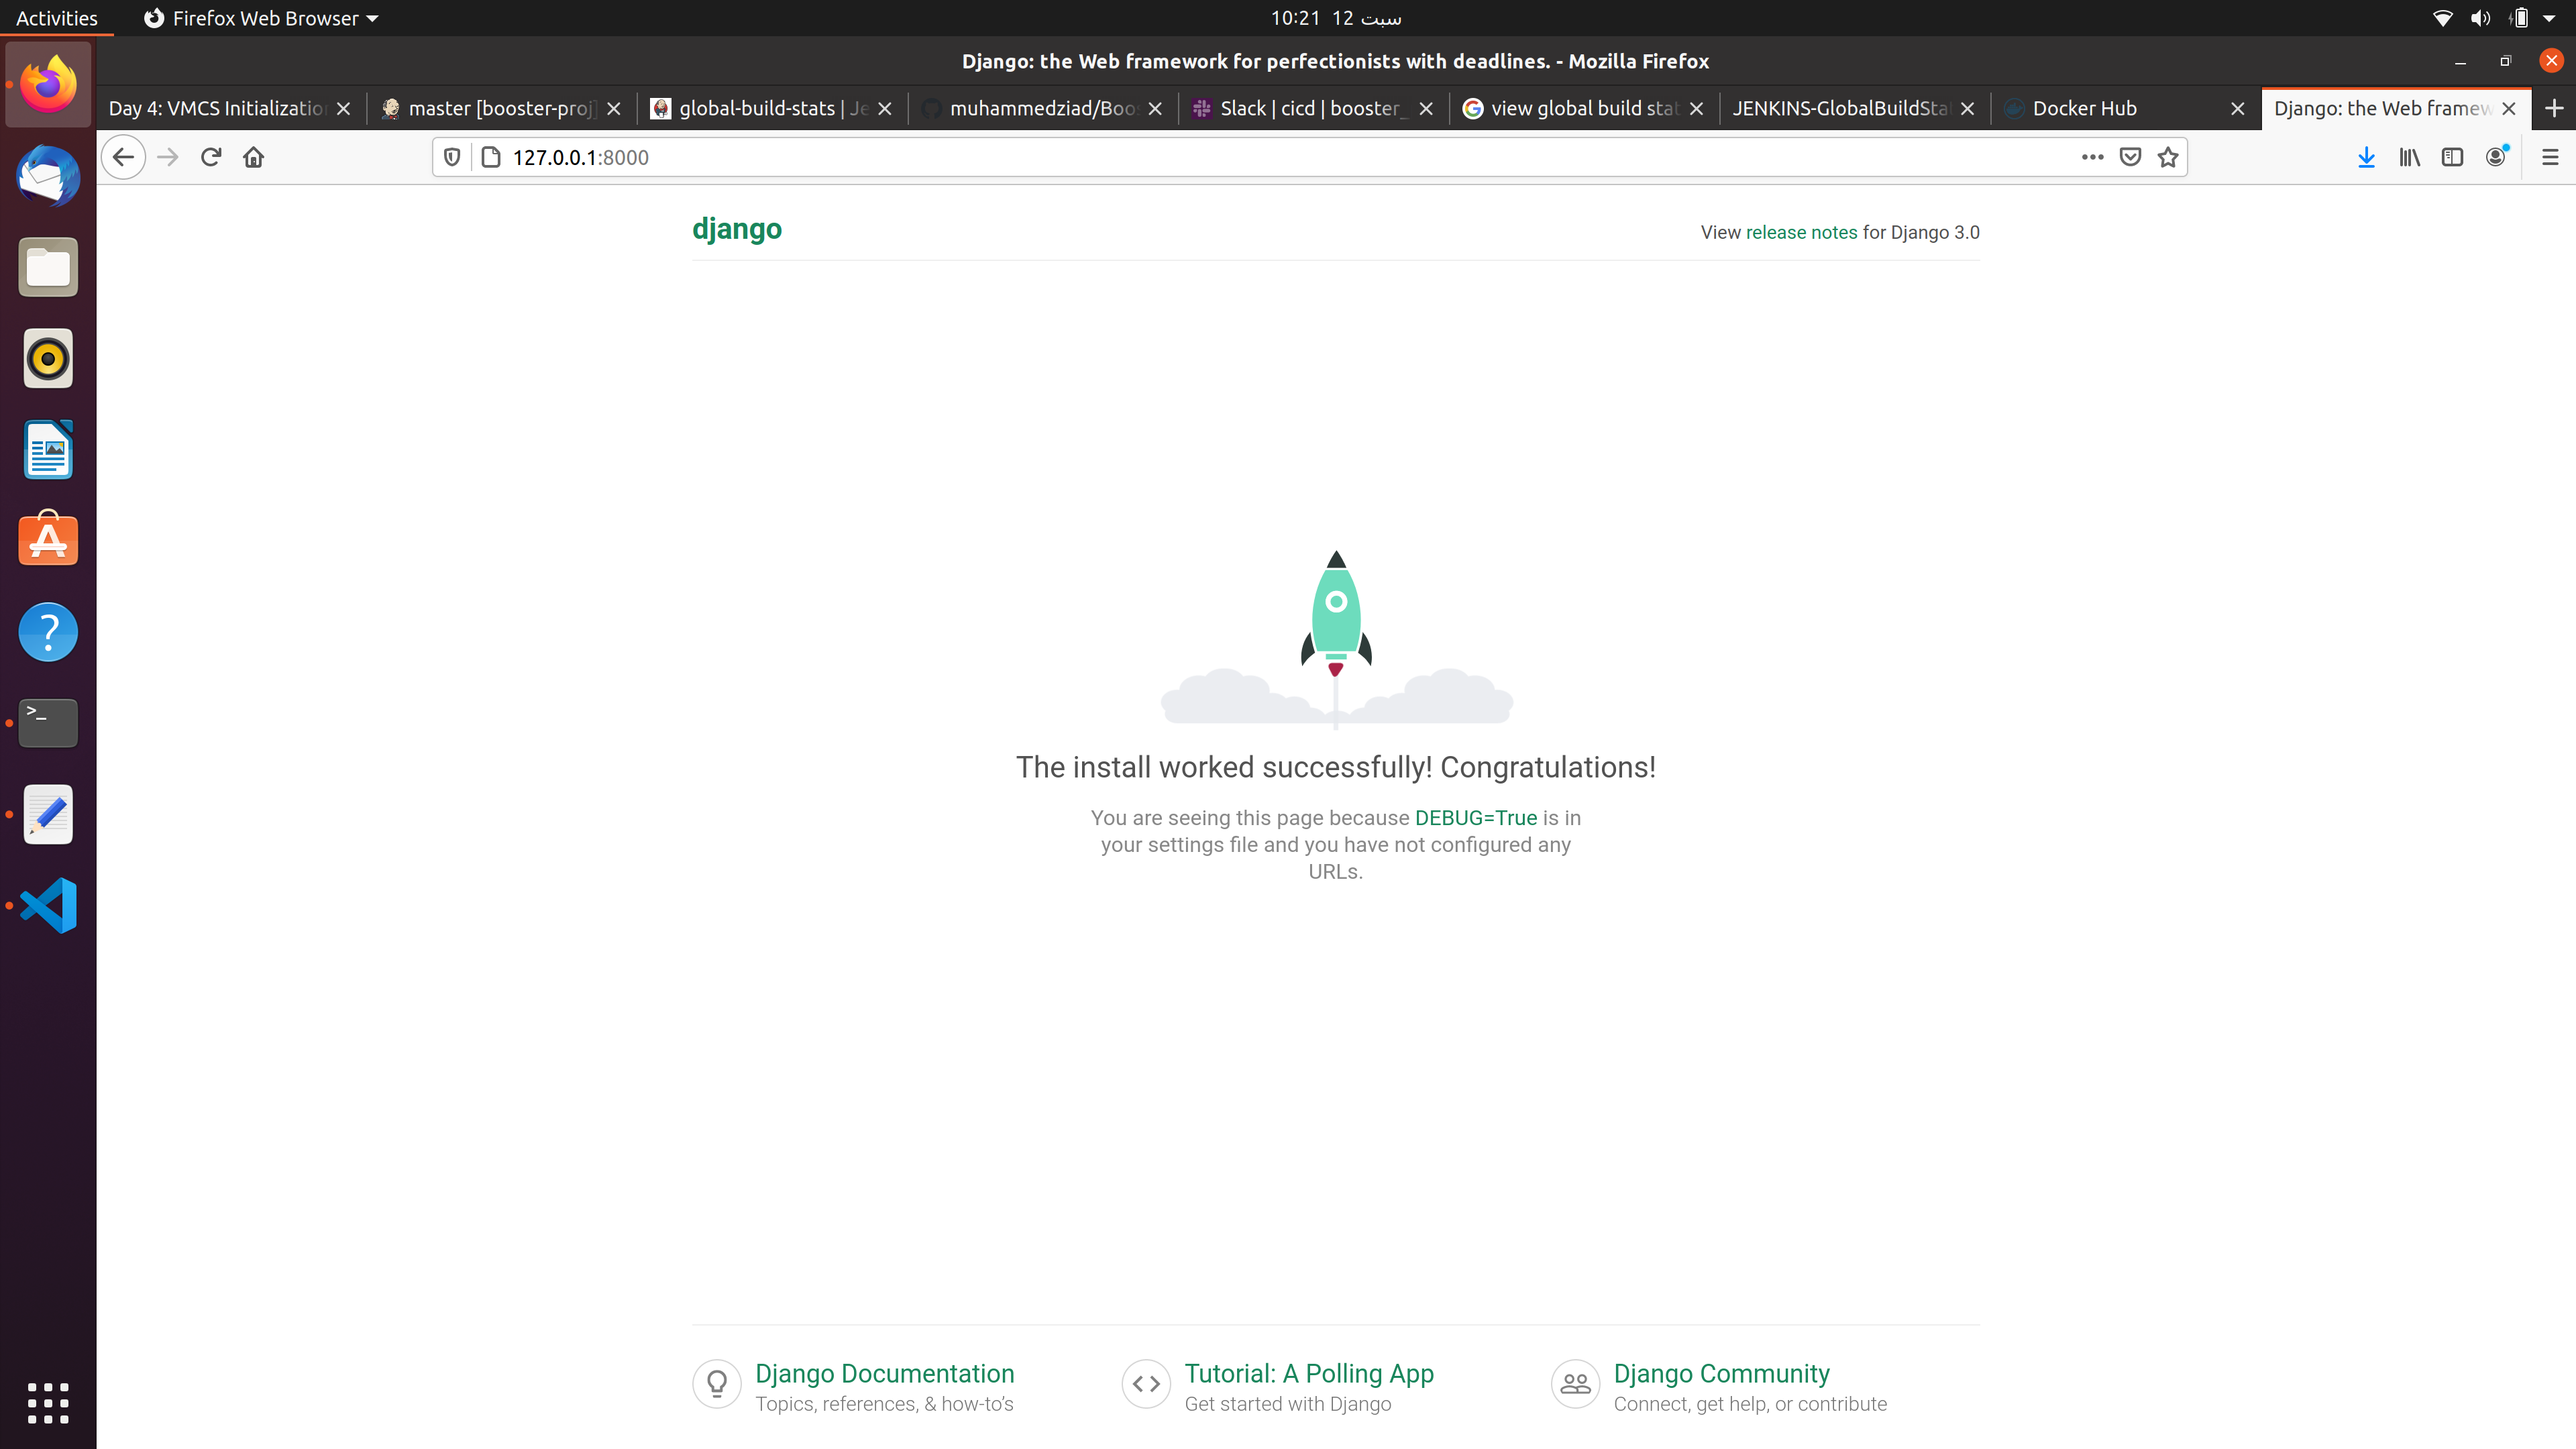 Activities
Firefox Web Browser
10:21 12 سبت
Django: the Web framework for perfectionists with deadlines. - Mozilla Firefox
Day 4: VMCS Initialization
master [booster-proj]
global-build-stats | Je
muhammedziad/Boos
Slack | cicd | booster_
view global build stat
JENKINS-GlobalBuildStat
Docker Hub
Django: the Web framew
127.0.0.1:8000
django
View release notes for Django 3.0
The install worked successfully! Congratulations!
You are seeing this page because DEBUG=True is in
your settings file and you have not configured any
URLs.
Django Documentation
Topics, references, & how-to’s
Tutorial: A Polling App
Get started with Django
Django Community
Connect, get help, or contribute